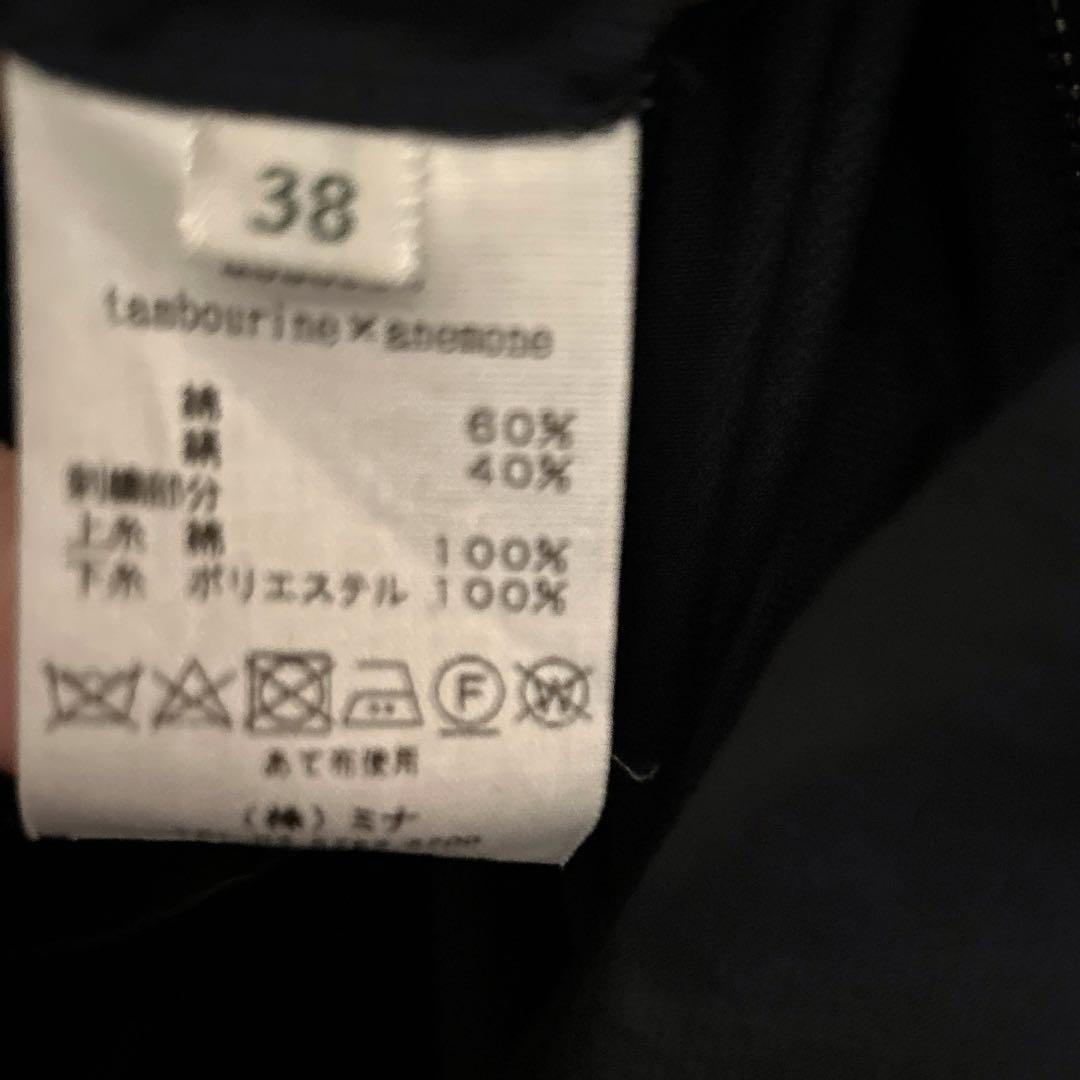 38
tambourine×anemone
綿 60%
絹 40%
刺繍部分
上糸 綿 100%
下糸 ポリエステル 100%
F W
あて布使用
(株)ミナ